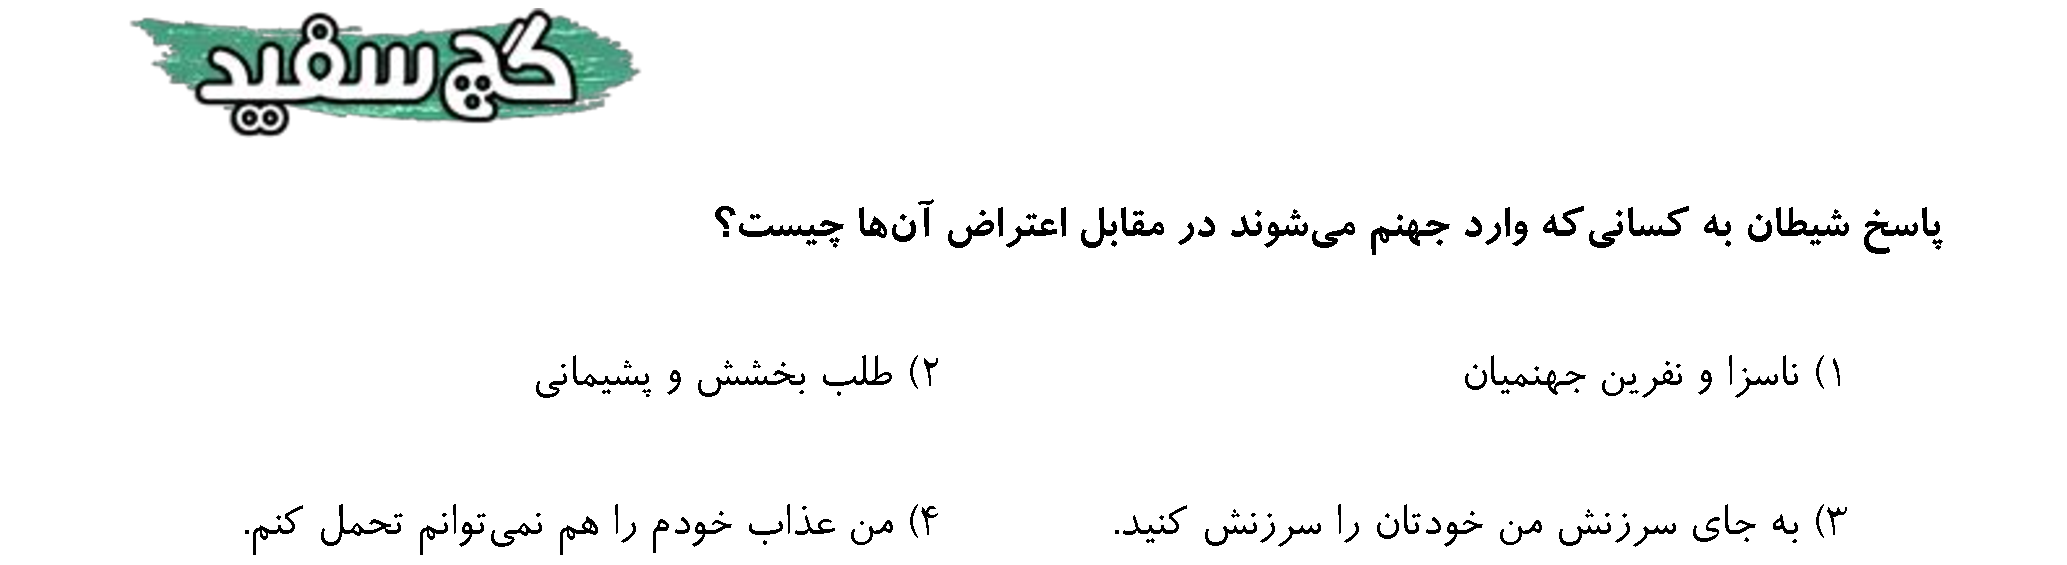 گچ سفید
پاسخ شیطان به کسانی که وارد جهنم می‌شوند در مقابل اعتراض آن‌ها چیست؟
۱) ناسزا و نفرین جهنمیان
۲) طلب بخشش و پشیمانی
۳) به جای سرزنش من خودتان را سرزنش کنید.
۴) من عذاب خودم را هم نمی‌توانم تحمل کنم.